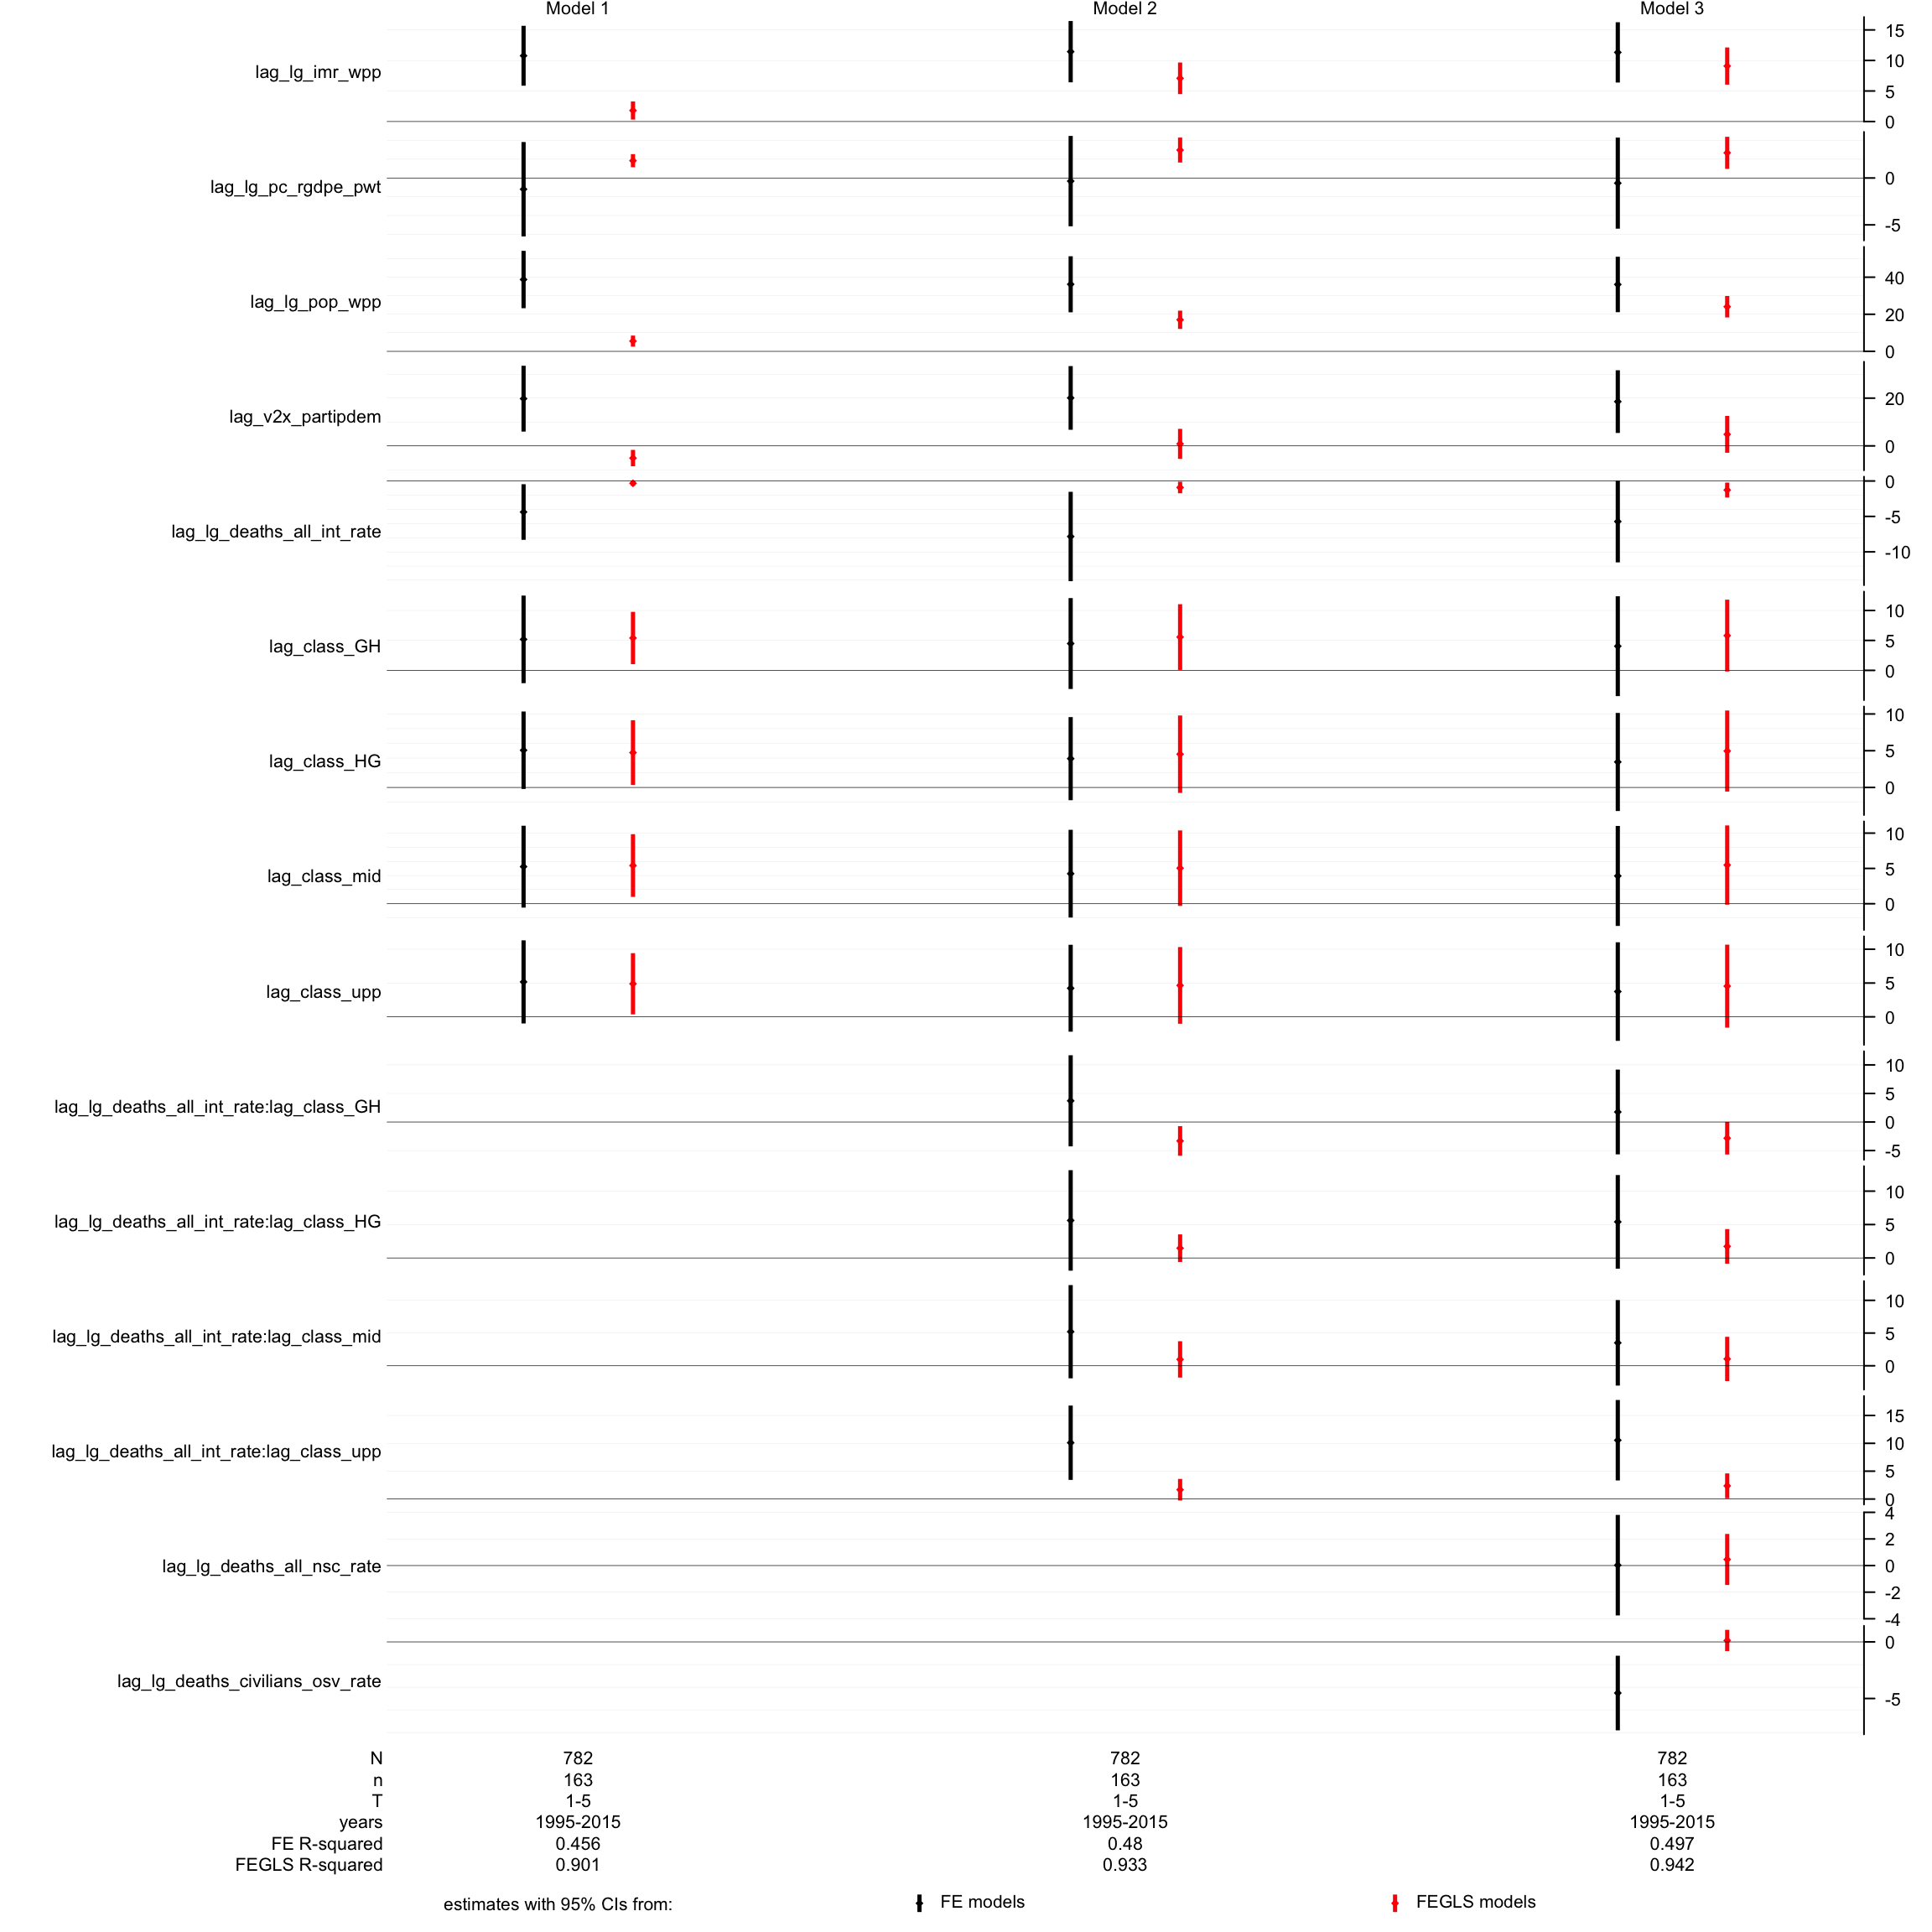 Model 1 Model 2 Model 3
lag_lg_imr_wpp
15
10
5
0
lag_lg_pc_rgdpe_pwt
0
-5
lag_lg_pop_wpp
40
20
0
lag_v2x_partipdem
20
0
lag_lg_deaths_all_int_rate
0
-5
-10
lag_class_GH
10
5
0
lag_class_HG
10
5
0
lag_class_mid
10
5
0
lag_class_upp
10
5
0
lag_lg_deaths_all_int_rate:lag_class_GH
10
5
0
-5
lag_lg_deaths_all_int_rate:lag_class_HG
10
5
0
lag_lg_deaths_all_int_rate:lag_class_mid
10
5
0
lag_lg_deaths_all_int_rate:lag_class_upp
15
10
5
0
lag_lg_deaths_all_nsc_rate
4
2
0
-2
-4
lag_lg_deaths_civilians_osv_rate
0
-5
N 782 782 782
n 163 163 163
T 1-5 1-5 1-5
years 1995-2015 1995-2015 1995-2015
FE R-squared 0.456 0.48 0.497
FEGLS R-squared 0.901 0.933 0.942
estimates with 95% CIs from: FE models FEGLS models